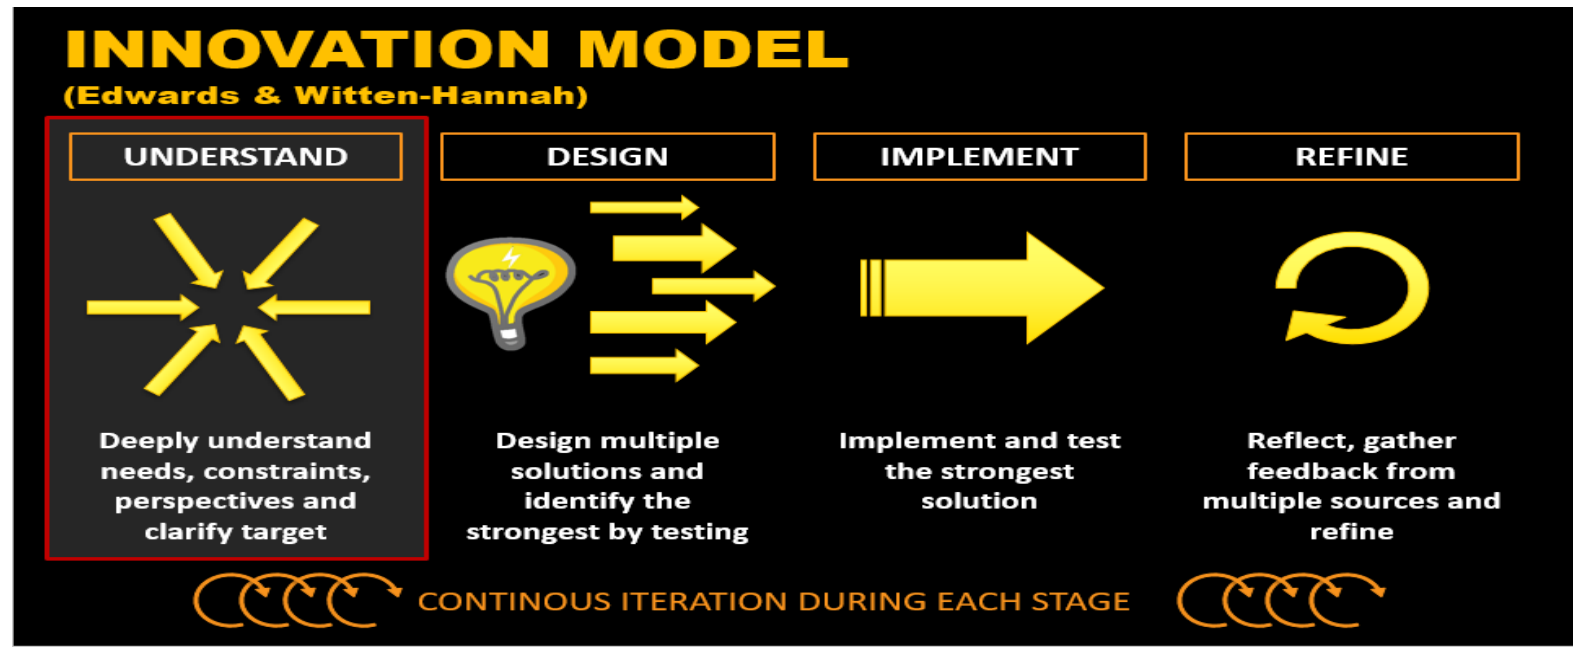 INNOVATION MODEL
(Edwards & Witten-Hannah)
UNDERSTAND
Deeply understand
needs, constraints,
perspectives and
clarify target
DESIGN
Design multiple
solutions and
identify the
strongest by testing
IMPLEMENT
Implement and test
the strongest
solution
REFINE
Reflect, gather
feedback from
multiple sources and
refine
CONTINOUS ITERATION DURING EACH STAGE